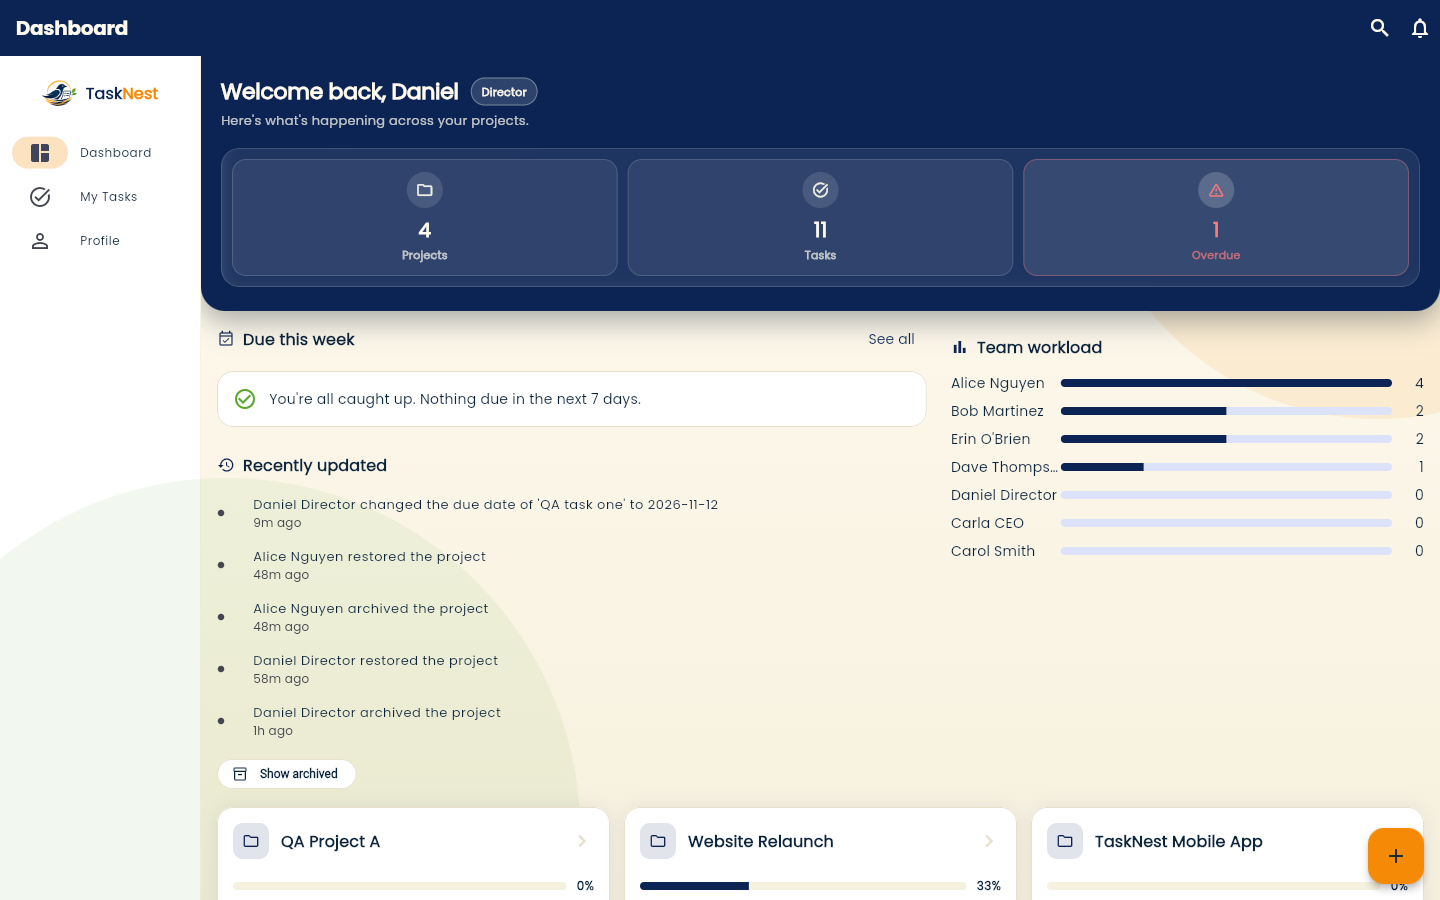 Dashboard
TaskNest
Dashboard
My Tasks
Profile
Welcome back, Daniel
Director
Here's what's happening across your projects.
4
Projects
11
Tasks
1
Overdue
Due this week
See all
You're all caught up. Nothing due in the next 7 days.
Recently updated
Daniel Director changed the due date of 'QA task one' to 2026-11-12
9m ago
Alice Nguyen restored the project
48m ago
Alice Nguyen archived the project
48m ago
Daniel Director restored the project
58m ago
Daniel Director archived the project
1h ago
Team workload
Alice Nguyen 4
Bob Martinez 2
Erin O'Brien 2
Dave Thomps... 1
Daniel Director 0
Carla CEO 0
Carol Smith 0
Show archived
QA Project A
0%
Website Relaunch
33%
TaskNest Mobile App
0%